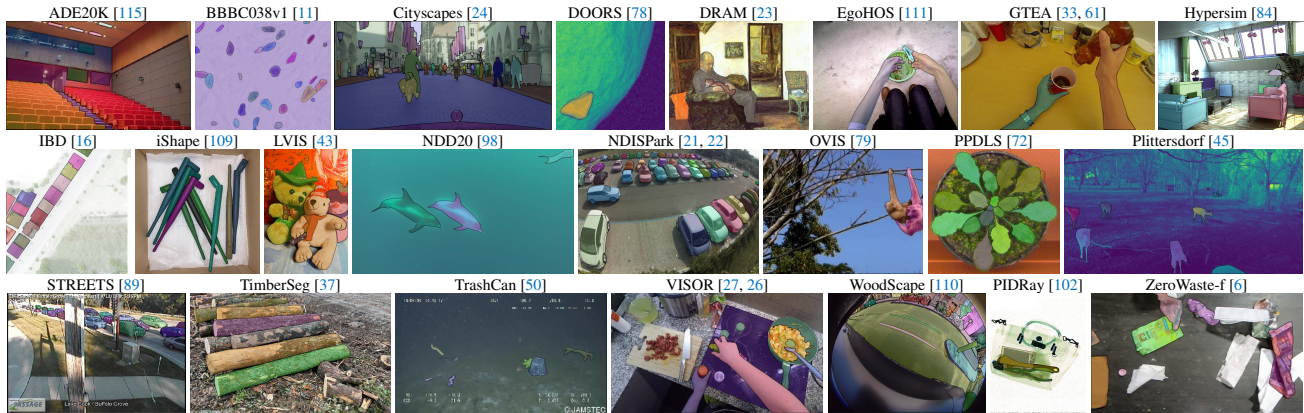 ADE20K [115] BBBC038v1 [11] Cityscapes [24] DOORS [78] DRAM [23] EgoHOS [111] GTEA [33, 61] Hypersim [84]
IBD [16] iShape [109] LVIS [43] NDD20 [98] NDISPark [21, 22] OVIS [79] PPDLS [72] Plittersdorf [45]
STREETS [89] TimberSeg [37] TrashCan [50] VISOR [27, 26] WoodScape [110] PIDRay [102] ZeroWaste-f [6]
PASSAGE
© JAMSTEC